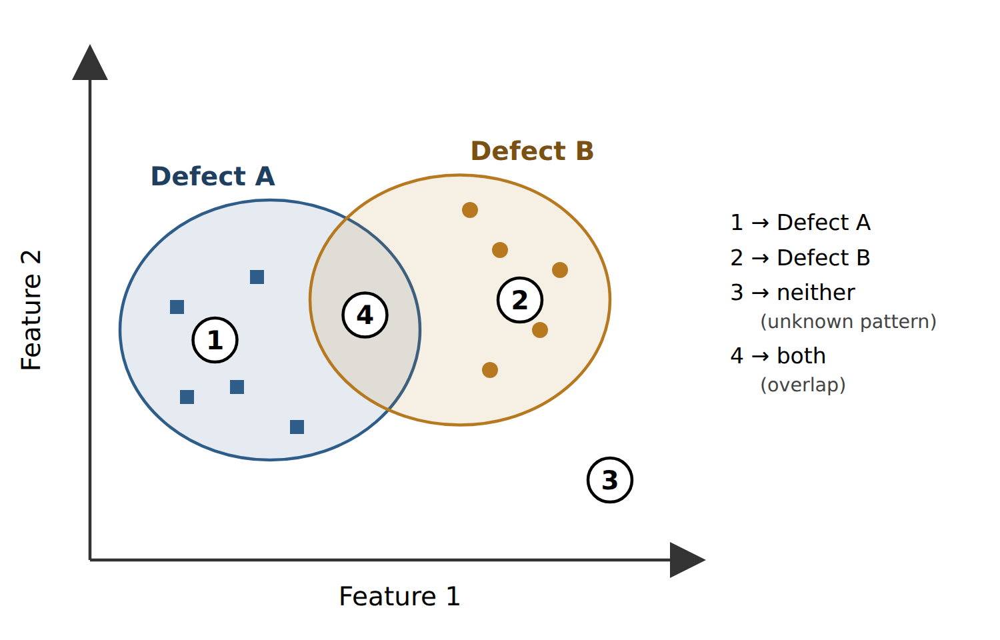 Defect B
Defect A
1 → Defect A
2 → Defect B
3 → neither
(unknown pattern)
4 → both
(overlap)
Feature 2
1
4
2
3
Feature 1